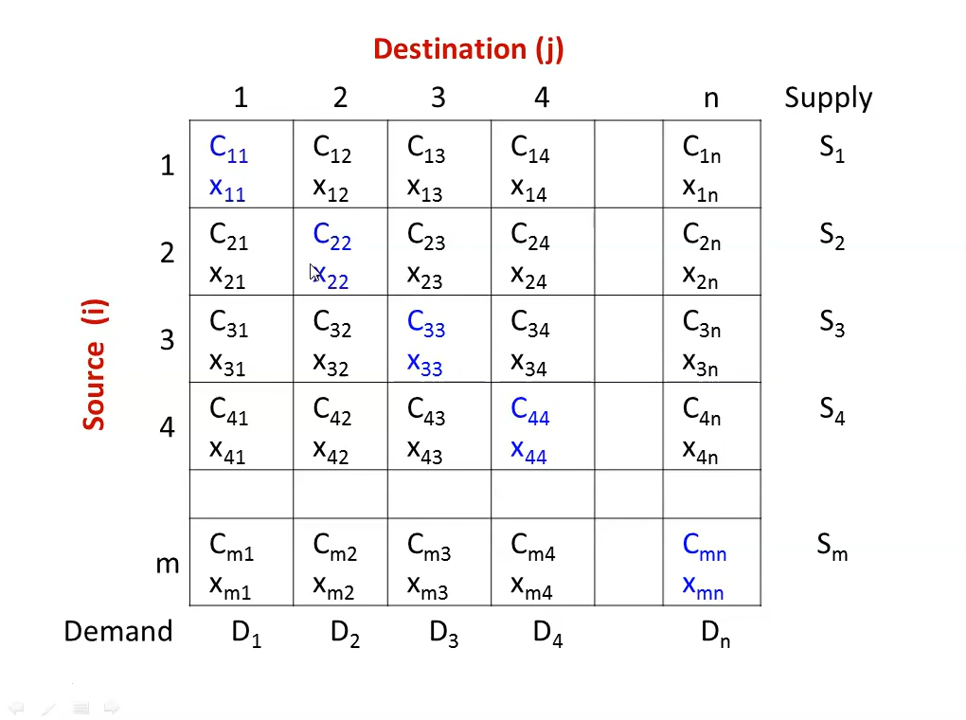 Destination (j)
1 2 3 4 n Supply
C11 C12 C13 C14 C1n S1
1
x11 x12 x13 x14 x1n
C21 C22 C23 C24 C2n S2
2
x21 x22 x23 x24 x2n
Source (i)
C31 C32 C33 C34 C3n S3
3
x31 x32 x33 x34 x3n
C41 C42 C43 C44 C4n S4
4
x41 x42 x43 x44 x4n
Cm1 Cm2 Cm3 Cm4 Cmn Sm
m
xm1 xm2 xm3 xm4 xmn
Demand D1 D2 D3 D4 Dn